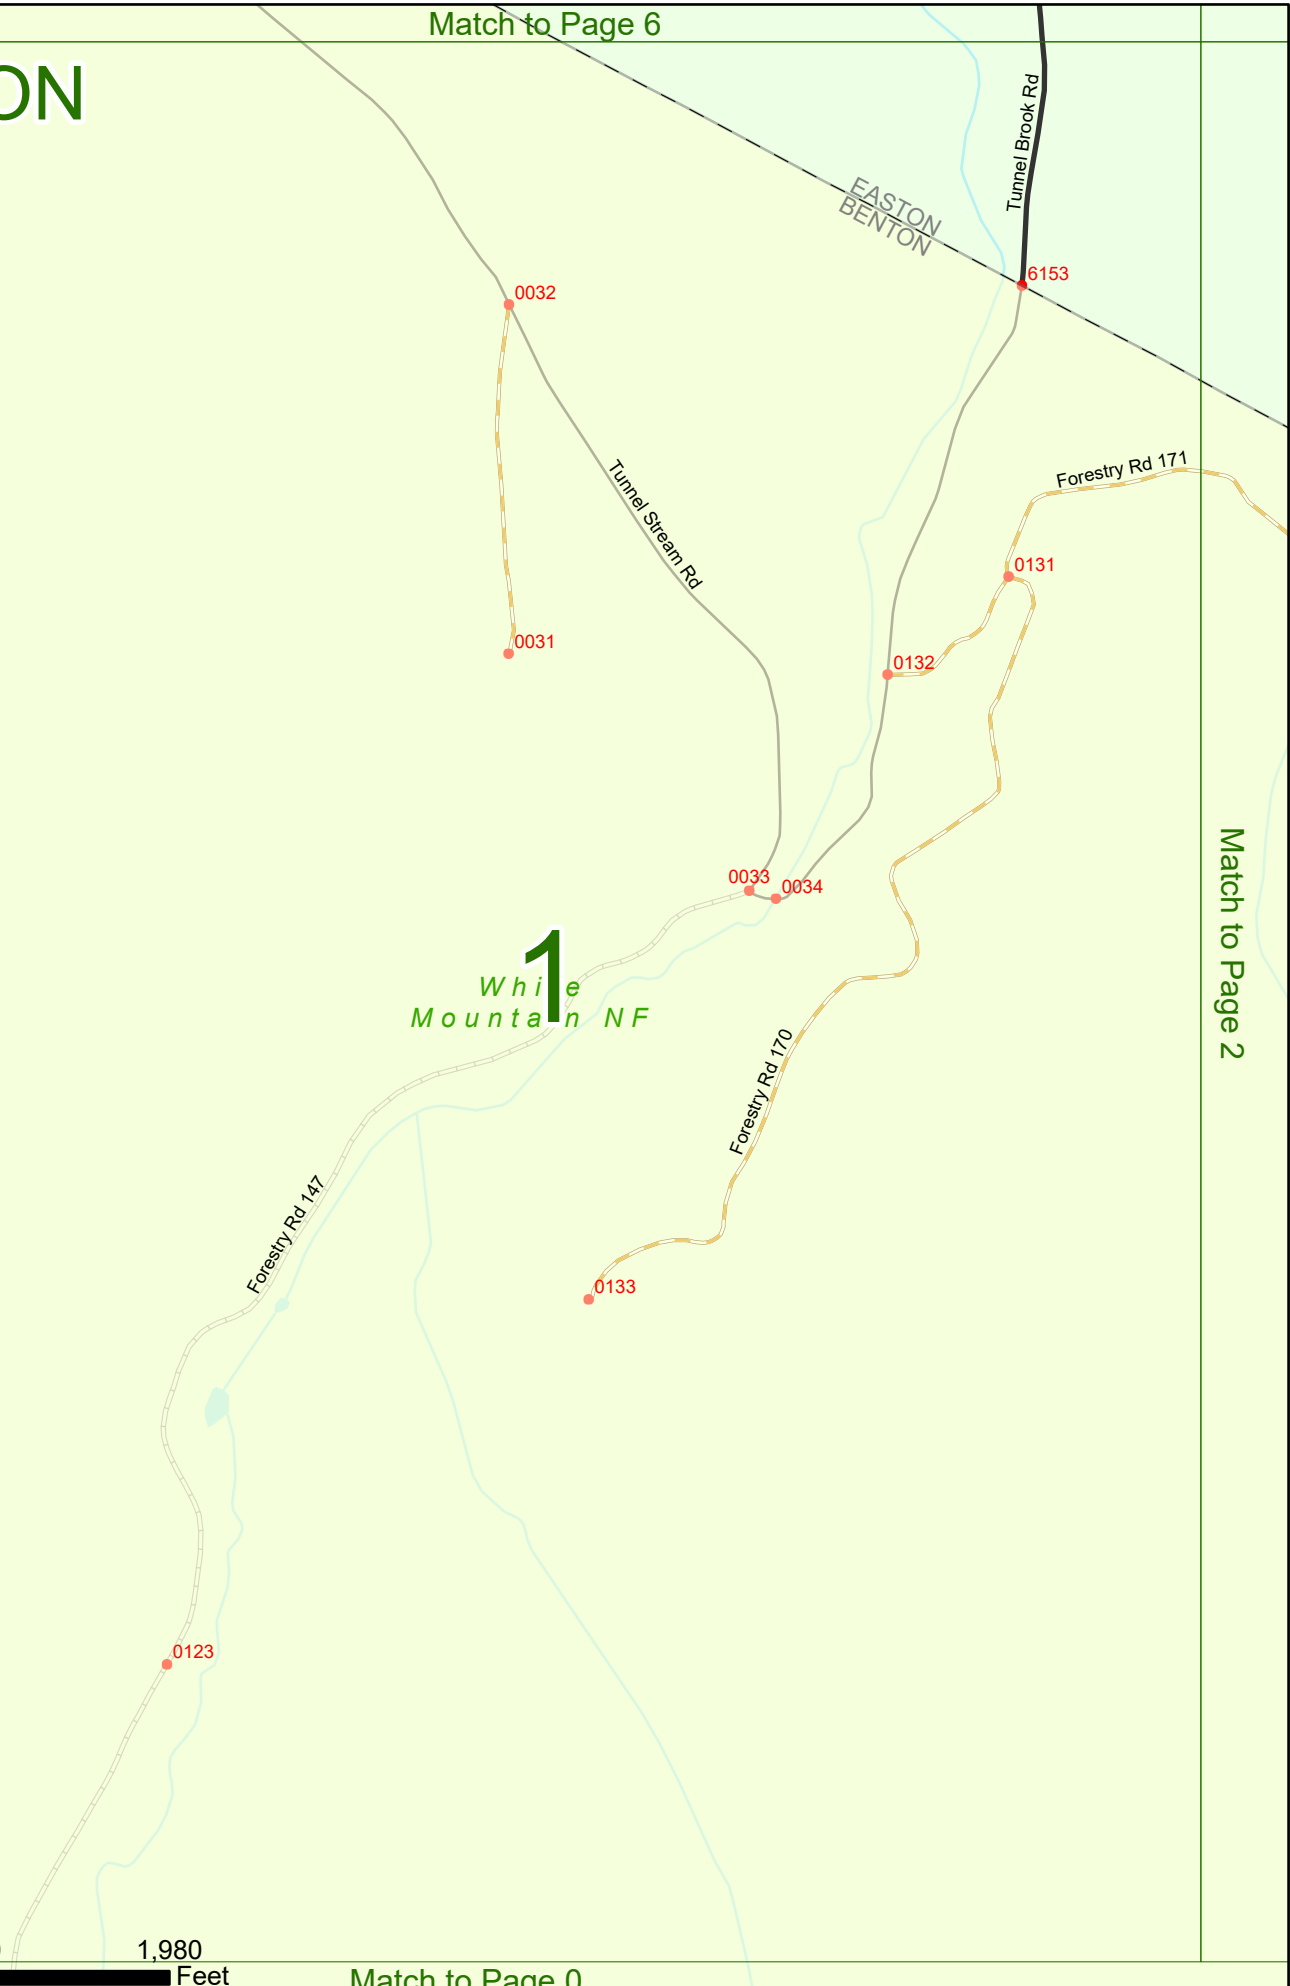 Match to Page 6
ON
Tunnel Brook Rd
EASTON
BENTON
6153
0032
Forestry Rd 171
Tunnel Stream Rd
0131
0031
0132
0033
0034
Match to Page 2
1
White
Mountain NF
Forestry Rd 170
Forestry Rd 147
0133
0123
1,980
Feet
Match to Page 0